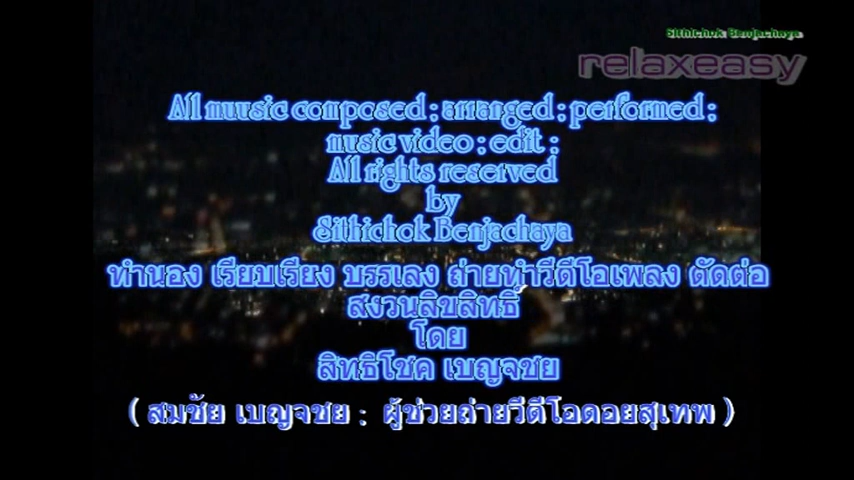 Sithichok Benjachaya
relaxeasy
All muusic composed : arranged : performed :
music video : edit :
All rights reserved
by
Sithichok Benjachaya
ทำนอง เรียบเรียง บรรเลง ถ่ายทำวีดีโอเพลง ตัดต่อ
สงวนลิขสิทธิ์
โดย
สิทธิโชค เบญจชย
( สมชัย เบญจชย : ผู้ช่วยถ่ายวีดีโอดอยสุเทพ )